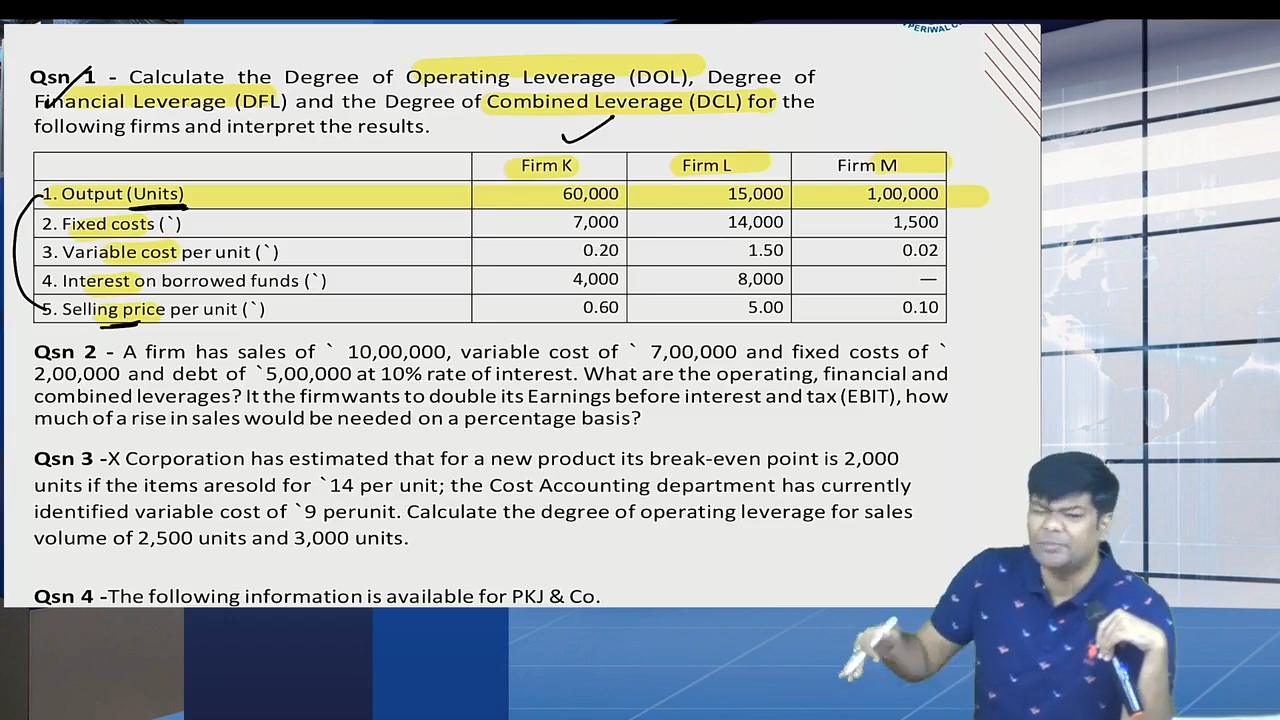 PERIWAL
Qsn 1 - Calculate the Degree of Operating Leverage (DOL), Degree of
Financial Leverage (DFL) and the Degree of Combined Leverage (DCL) for the
following firms and interpret the results.
Firm K Firm L Firm M
1. Output (Units) 60,000 15,000 1,00,000
2. Fixed costs (`) 7,000 14,000 1,500
3. Variable cost per unit (`) 0.20 1.50 0.02
4. Interest on borrowed funds (`) 4,000 8,000 —
5. Selling price per unit (`) 0.60 5.00 0.10
Qsn 2 - A firm has sales of ` 10,00,000, variable cost of ` 7,00,000 and fixed costs of `
2,00,000 and debt of `5,00,000 at 10% rate of interest. What are the operating, financial and
combined leverages? It the firmwants to double its Earnings before interest and tax (EBIT), how
much of a rise in sales would be needed on a percentage basis?
Qsn 3 -X Corporation has estimated that for a new product its break-even point is 2,000
units if the items aresold for `14 per unit; the Cost Accounting department has currently
identified variable cost of `9 perunit. Calculate the degree of operating leverage for sales
volume of 2,500 units and 3,000 units.
Qsn 4 -The following information is available for PKJ & Co.